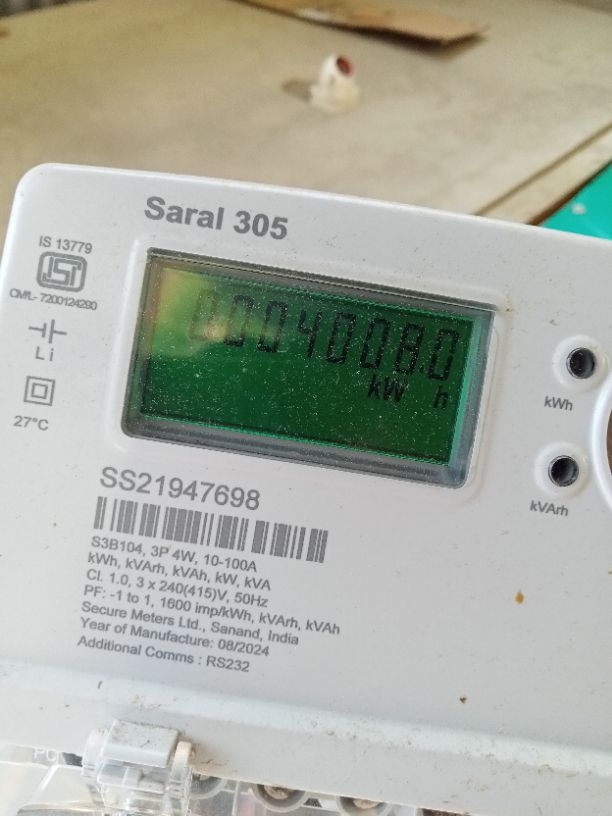 Saral 305
IS 13779
CM/L- 7200124290
Li
27°C
00040080
kW h
kWh
kVArh
SS21947698
S3B104, 3P 4W, 10-100A
kWh, kVArh, kVAh, kW, kVA
Cl. 1.0, 3 x 240(415)V, 50Hz
PF: -1 to 1, 1600 imp/kWh, kVArh, kVAh
Secure Meters Ltd., Sanand, India
Year of Manufacture: 08/2024
Additional Comms : RS232